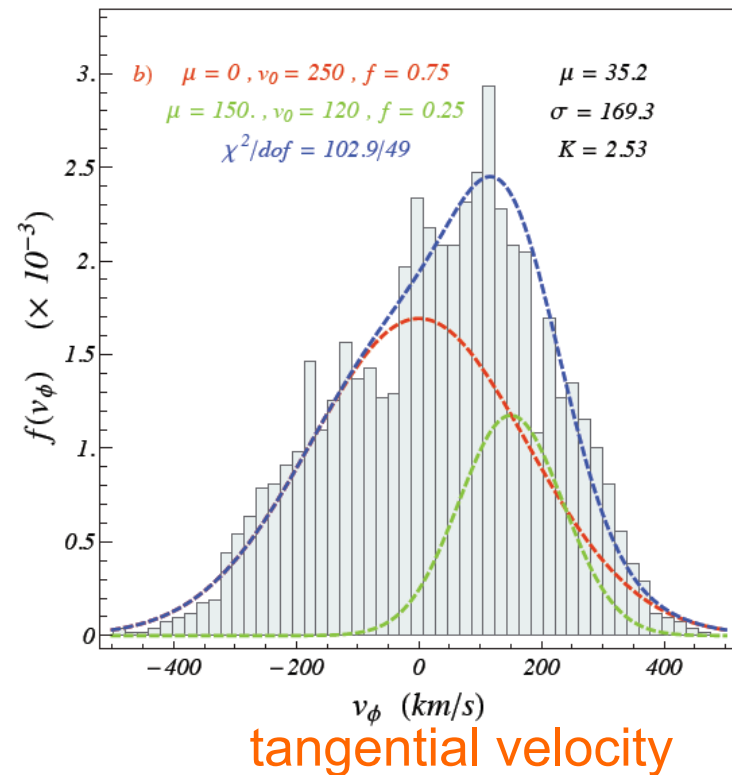 b) μ = 0 , v₀ = 250 , f = 0.75
μ = 150. , v₀ = 120 , f = 0.25
χ²/dof = 102.9/49
μ = 35.2
σ = 169.3
K = 2.53
f(v_ϕ) (× 10⁻³)
3.
2.5
2.
1.5
1.
0.5
0
−400 −200 0 200 400
v_ϕ (km/s)
tangential velocity